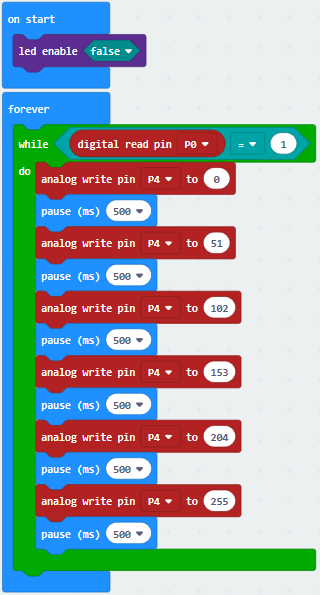 on start
led enable false
forever
while digital read pin P0 = 1
do
analog write pin P4 to 0
pause (ms) 500
analog write pin P4 to 51
pause (ms) 500
analog write pin P4 to 102
pause (ms) 500
analog write pin P4 to 153
pause (ms) 500
analog write pin P4 to 204
pause (ms) 500
analog write pin P4 to 255
pause (ms) 500